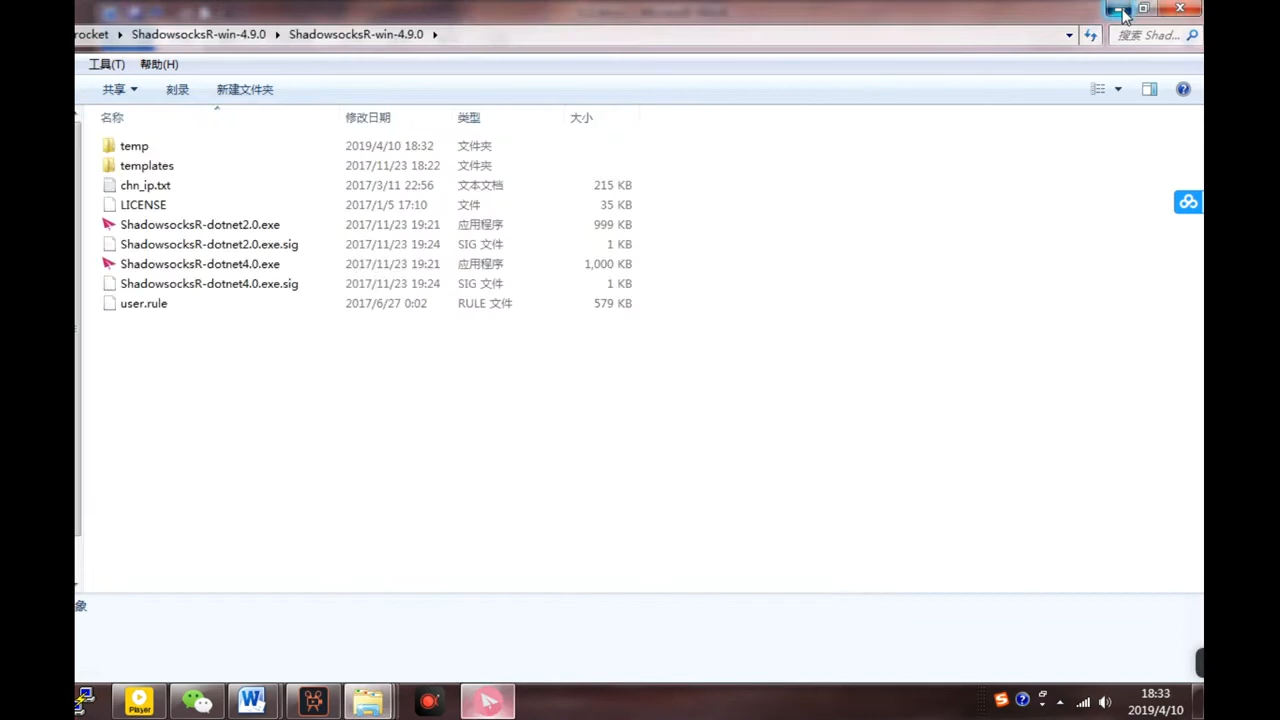 rocket ShadowsocksR-win-4.9.0 ShadowsocksR-win-4.9.0 搜索 Shad...
工具(T) 帮助(H)
共享 刻录 新建文件夹
名称 修改日期 类型 大小
temp 2019/4/10 18:32 文件夹
templates 2017/11/23 18:22 文件夹
chn_ip.txt 2017/3/11 22:56 文本文档 215 KB
LICENSE 2017/1/5 17:10 文件 35 KB
ShadowsocksR-dotnet2.0.exe 2017/11/23 19:21 应用程序 999 KB
ShadowsocksR-dotnet2.0.exe.sig 2017/11/23 19:24 SIG 文件 1 KB
ShadowsocksR-dotnet4.0.exe 2017/11/23 19:21 应用程序 1,000 KB
ShadowsocksR-dotnet4.0.exe.sig 2017/11/23 19:24 SIG 文件 1 KB
user.rule 2017/6/27 0:02 RULE 文件 579 KB
象
Player
18:33
2019/4/10